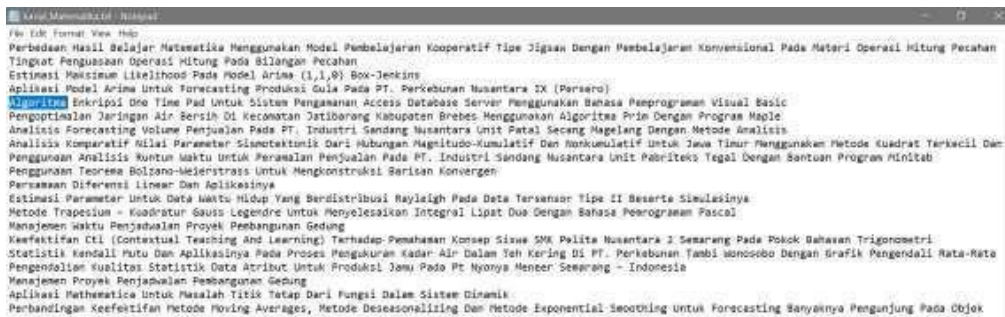 File Edit Format View Help
Perbedaan Hasil Belajar Matematika Menggunakan Model Pembelajaran Kooperatif Tipe Jigsaw Dengan Pembelajaran Konvensional Pada Materi Operasi Hitung Pecahan
Tingkat Penguasaan Operasi Hitung Pada Bilangan Pecahan
Estimasi Maksimum Likelihood Pada Model Arima (1,1,0) Box-Jenkins
Aplikasi Model Arima Untuk Forecasting Produksi Gula Pada PT. Perkebunan Nusantara IX (Persero)
Algoritma Enkripsi One Time Pad Untuk Sistem Pengamanan Access Database Server Menggunakan Bahasa Pemprograman Visual Basic
Pengoptimalan Jaringan Air Bersih Di Kecamatan Jatibarang Kabupaten Brebes Menggunakan Algoritma Prim Dengan Program Maple
Analisis Forecasting Volume Penjualan Pada PT. Industri Sandang Nusantara Unit Patal Secang Magelang Dengan Metode Analisis
Analisis Komparatif Nilai Parameter Sismotektonik Dari Hubungan Magnitudo-Kumulatif Dan Nonkumulatif Untuk Jawa Timur Menggunakan Metode Kuadrat Terkecil Dan
Penggunaan Analisis Runtun Waktu Untuk Peramalan Penjualan Pada PT. Industri Sandang Nusantara Unit Pabriteks Tegal Dengan Bantuan Program Minitab
Penggunaan Teorema Bolzano-Weierstrass Untuk Mengkonstruksi Barisan Konvergen
Persamaan Diferensi Linear Dan Aplikasinya
Estimasi Parameter Untuk Data Waktu Hidup Yang Berdistribusi Rayleigh Pada Data Tersensor Tipe II Beserta Simulasinya
Metode Trapesium - Kuadratur Gauss Legendre Untuk Menyelesaikan Integral Lipat Dua Dengan Bahasa Pemrograman Pascal
Manajemen Waktu Penjadwalan Proyek Pembangunan Gedung
Keefektifan Ctl (Contextual Teaching And Learning) Terhadap Pemahaman Konsep Siswa SMK Pelita Nusantara 2 Semarang Pada Pokok Bahasan Trigonometri
Statistik Kendali Mutu Dan Aplikasinya Pada Proses Pengukuran Kadar Air Dalam Teh Kering Di PT. Perkebunan Tambi Wonosobo Dengan Grafik Pengendali Rata-Rata
Pengendalian Kualitas Statistik Data Atribut Untuk Produksi Jamu Pada Pt Nyonya Meneer Semarang - Indonesia
Manajemen Proyek Penjadwalan Pembangunan Gedung
Aplikasi Mathematica Untuk Masalah Titik Tetap Dari Fungsi Dalam Sistem Dinamik
Perbandingan Keefektifan Metode Moving Averages, Metode Deseasonalizing Dan Metode Exponential Smoothing Untuk Forecasting Banyaknya Pengunjung Pada Objek